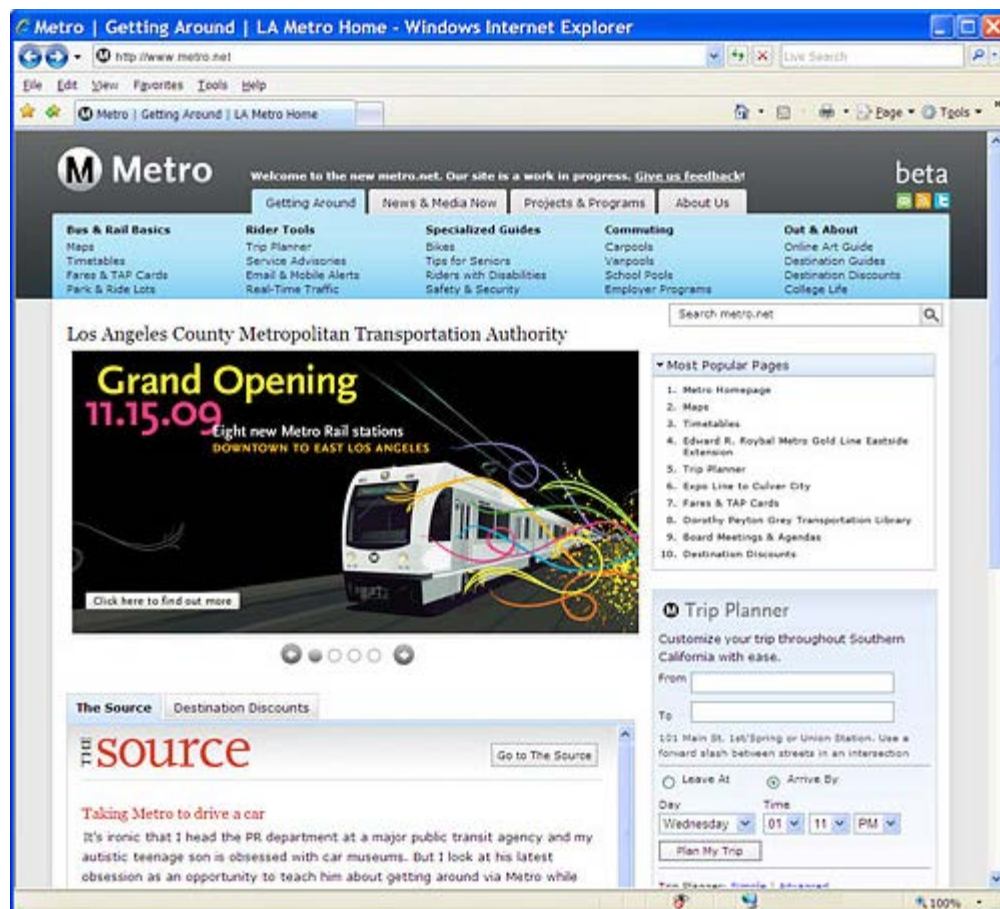 Metro | Getting Around | LA Metro Home - Windows Internet Explorer
http://www.metro.net
Live Search
File Edit View Favorites Tools Help
Metro | Getting Around | LA Metro Home
Page Tools
M Metro
Welcome to the new metro.net. Our site is a work in progress. Give us feedback!
beta
Getting Around News & Media Now Projects & Programs About Us
Bus & Rail Basics
Maps
Timetables
Fares & TAP Cards
Park & Ride Lots
Rider Tools
Trip Planner
Service Advisories
Email & Mobile Alerts
Real-Time Traffic
Specialized Guides
Bikes
Tips for Seniors
Riders with Disabilities
Safety & Security
Commuting
Carpools
Vanpools
School Pools
Employer Programs
Out & About
Online Art Guide
Destination Guides
Destination Discounts
College Life
Search metro.net
Los Angeles County Metropolitan Transportation Authority
Grand Opening
11.15.09
Eight new Metro Rail stations
DOWNTOWN TO EAST LOS ANGELES
Click here to find out more
Most Popular Pages
1. Metro Homepage
2. Maps
3. Timetables
4. Edward R. Roybal Metro Gold Line Eastside
Extension
5. Trip Planner
6. Expo Line to Culver City
7. Fares & TAP Cards
8. Dorothy Peyton Grey Transportation Library
9. Board Meetings & Agendas
10. Destination Discounts
M Trip Planner
Customize your trip throughout Southern
California with ease.
From
To
101 Main St. 1st/Spring or Union Station. Use a
forward slash between streets in an intersection
Leave At Arrive By
Day Time
Wednesday 01 11 PM
Plan My Trip
Trip Planner: Simple | Advanced
The Source Destination Discounts
THE source
Go to The Source
Taking Metro to drive a car
It's ironic that I head the PR department at a major public transit agency and my
autistic teenage son is obsessed with car museums. But I look at his latest
obsession as an opportunity to teach him about getting around via Metro while
100%